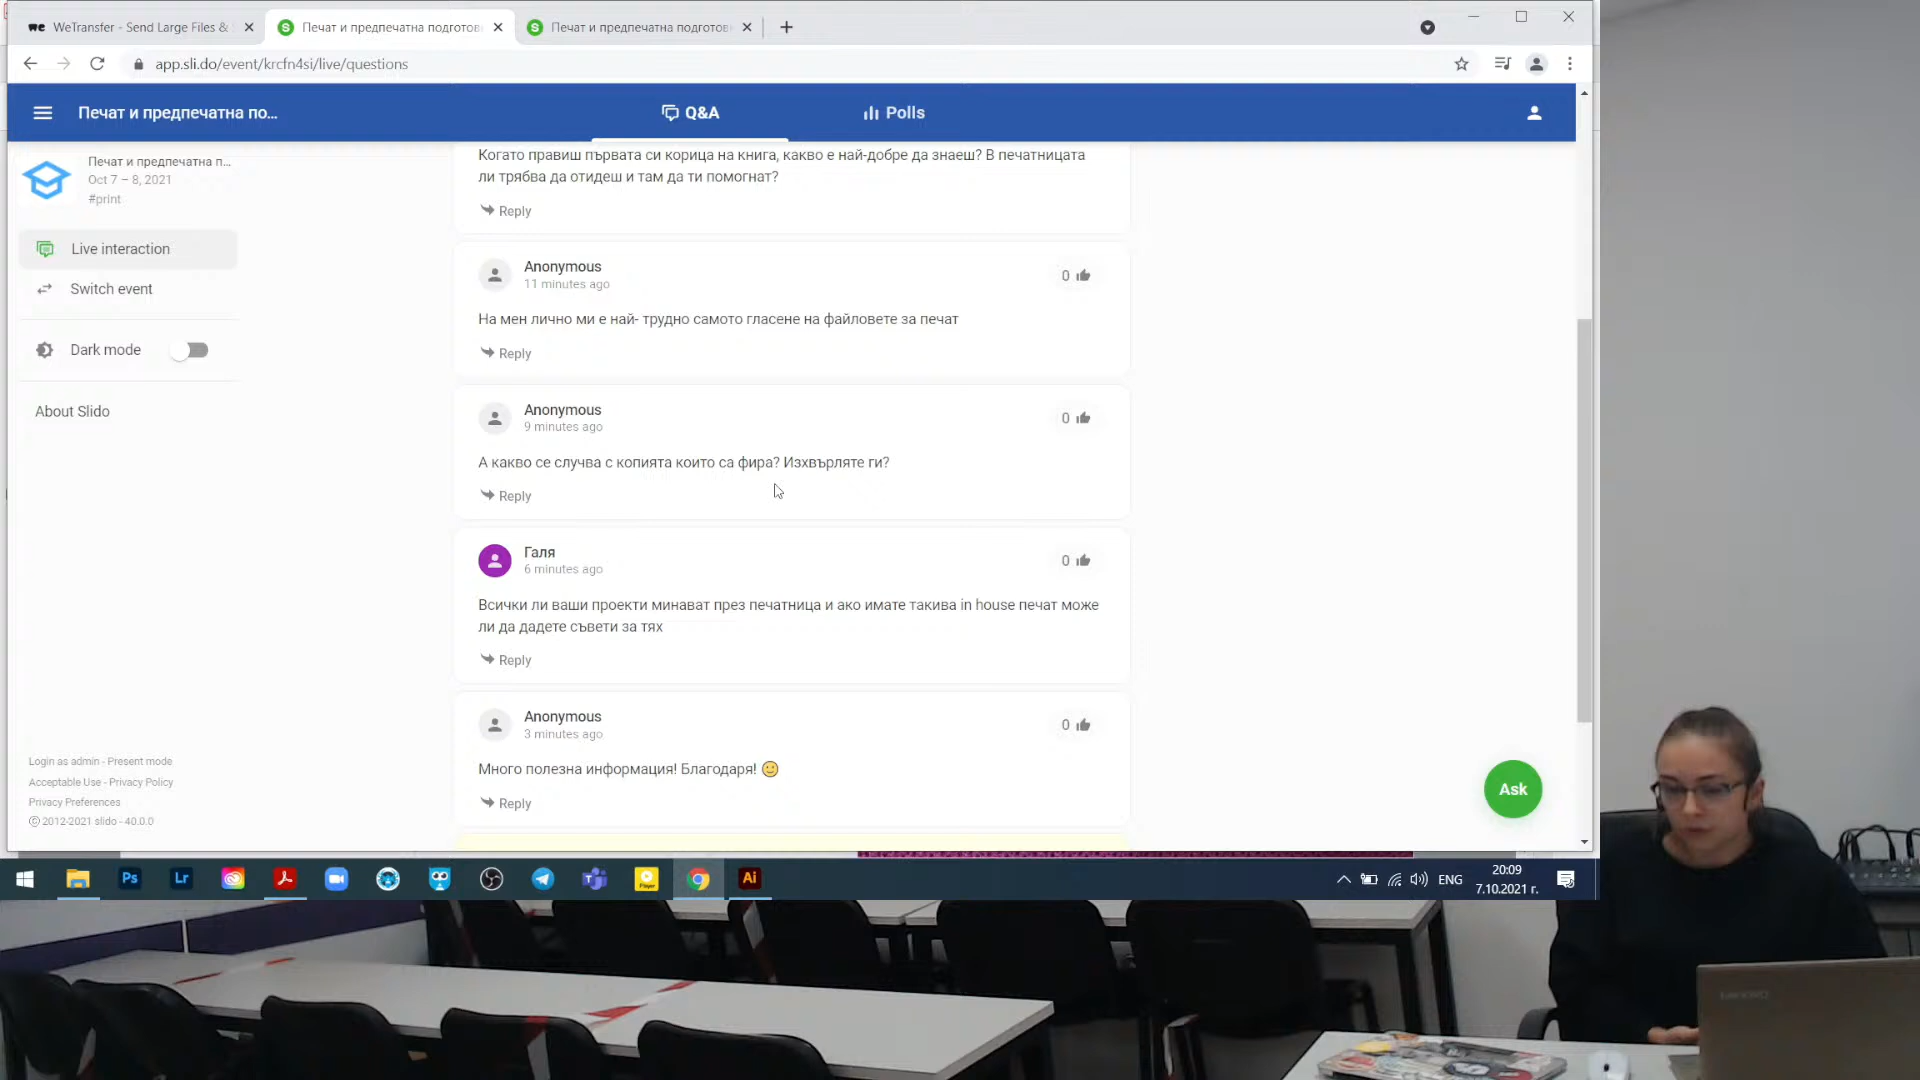 WeTransfer - Send Large Files &
Печат и предпечатна подготов
Печат и предпечатна подготовк
app.sli.do/event/krcfn4si/live/questions
Печат и предпечатна по...
Q&A
Polls
Печат и предпечатна п...
Oct 7 – 8, 2021
#print
Live interaction
Switch event
Dark mode
About Slido
Login as admin - Present mode
Acceptable Use - Privacy Policy
Privacy Preferences
© 2012-2021 slido - 40.0.0
Когато правиш първата си корица на книга, какво е най-добре да знаеш? В печатницата
ли трябва да отидеш и там да ти помогнат?
Reply
Anonymous
11 minutes ago
0
На мен лично ми е най- трудно самото гласене на файловете за печат
Reply
Anonymous
9 minutes ago
0
А какво се случва с копията които са фира? Изхвърляте ги?
Reply
Галя
6 minutes ago
0
Всички ли ваши проекти минават през печатница и ако имате такива in house печат може
ли да дадете съвети за тях
Reply
Anonymous
3 minutes ago
0
Много полезна информация! Благодаря! 🙂
Reply
Ask
Ps
Lr
Player
Ai
ENG
20:09
7.10.2021 г.
Lenovo